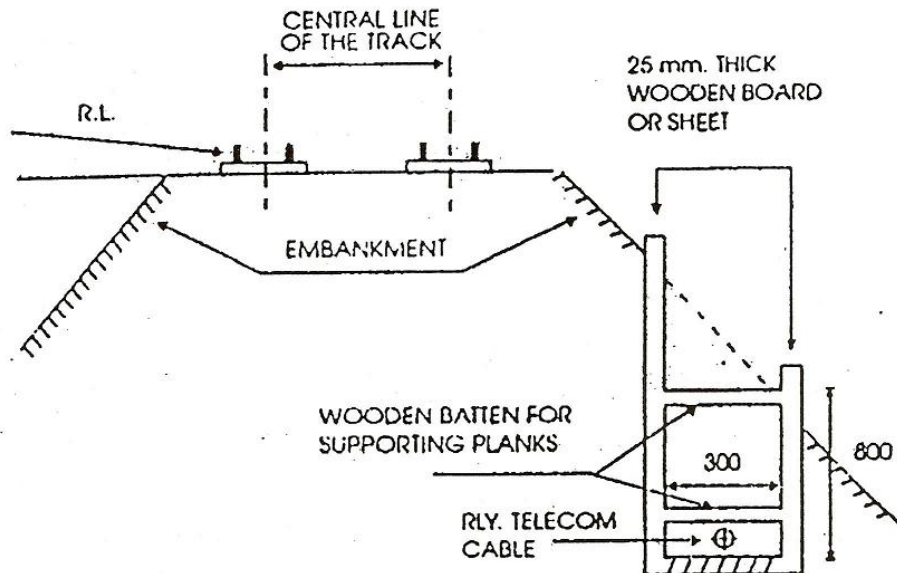 CENTRAL LINE
OF THE TRACK
25 mm. THICK
WOODEN BOARD
OR SHEET
R.L.
EMBANKMENT
WOODEN BATTEN FOR
SUPPORTING PLANKS
300
800
RLY. TELECOM
CABLE